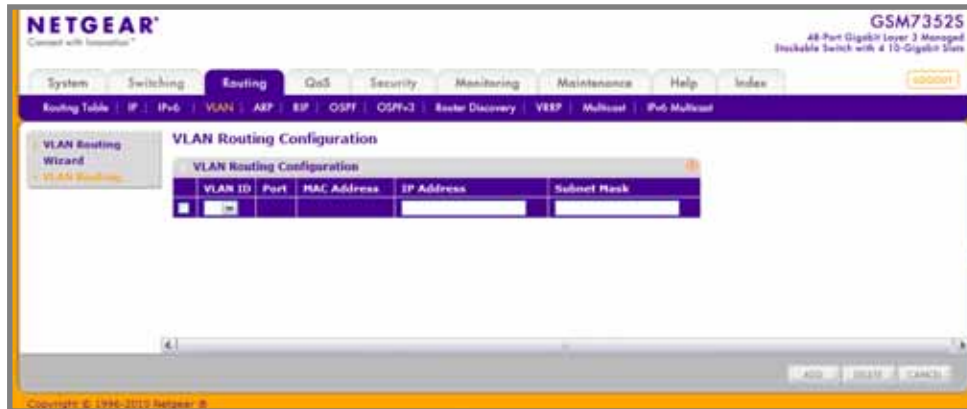 NETGEAR®
Connect with Innovation™
GSM7352S
48-Port Gigabit Layer 3 Managed
Stackable Switch with 4 10-Gigabit Slots
System Switching Routing QoS Security Monitoring Maintenance Help Index
LOGOUT
Routing Table | IP | IPv6 | VLAN | ARP | RIP | OSPF | OSPFv3 | Router Discovery | VRRP | Multicast | IPv6 Multicast
VLAN Routing
Wizard
VLAN Routing
VLAN Routing Configuration
VLAN Routing Configuration
VLAN ID Port MAC Address IP Address Subnet Mask
ADD DELETE CANCEL
Copyright © 1996-2010 Netgear ®